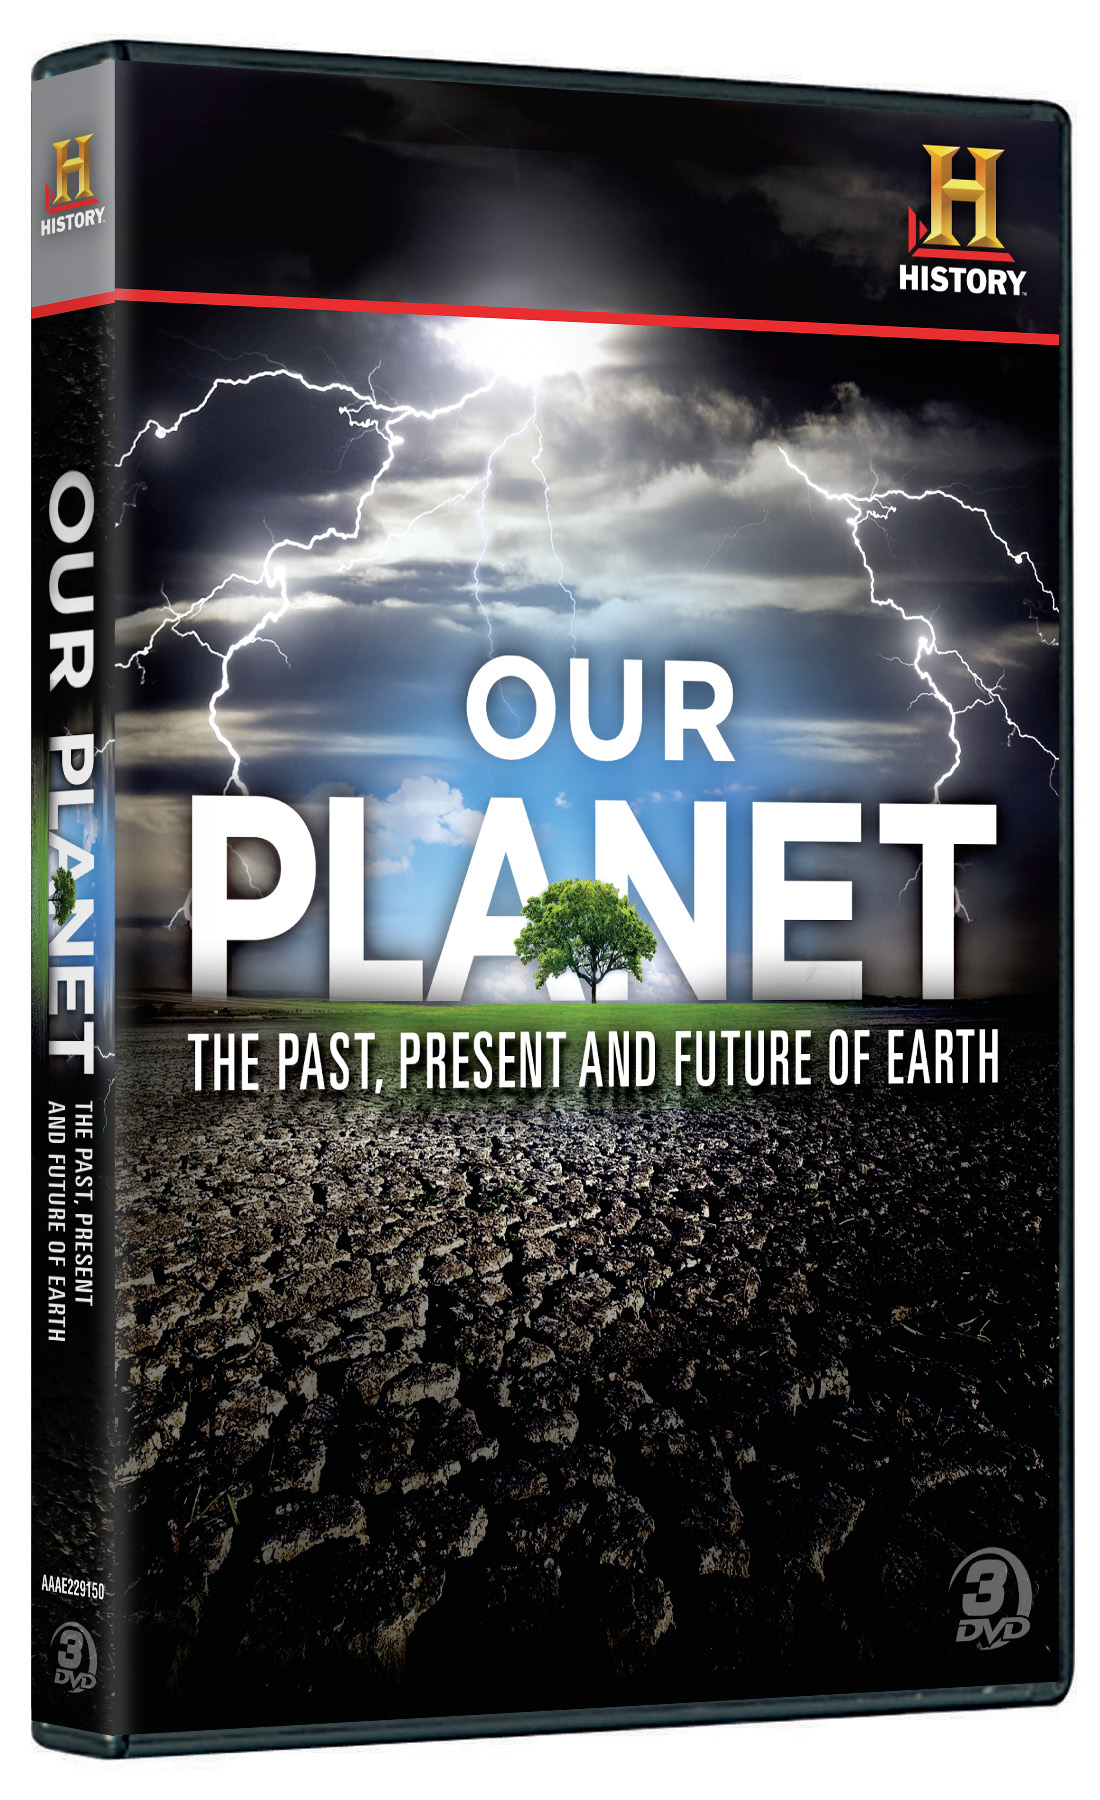 H
HISTORY
OUR PLANET
THE PAST, PRESENT
AND FUTURE OF EARTH
AAAE229150
3
DVD
H
HISTORY
OUR
PLANET
THE PAST, PRESENT AND FUTURE OF EARTH
3
DVD